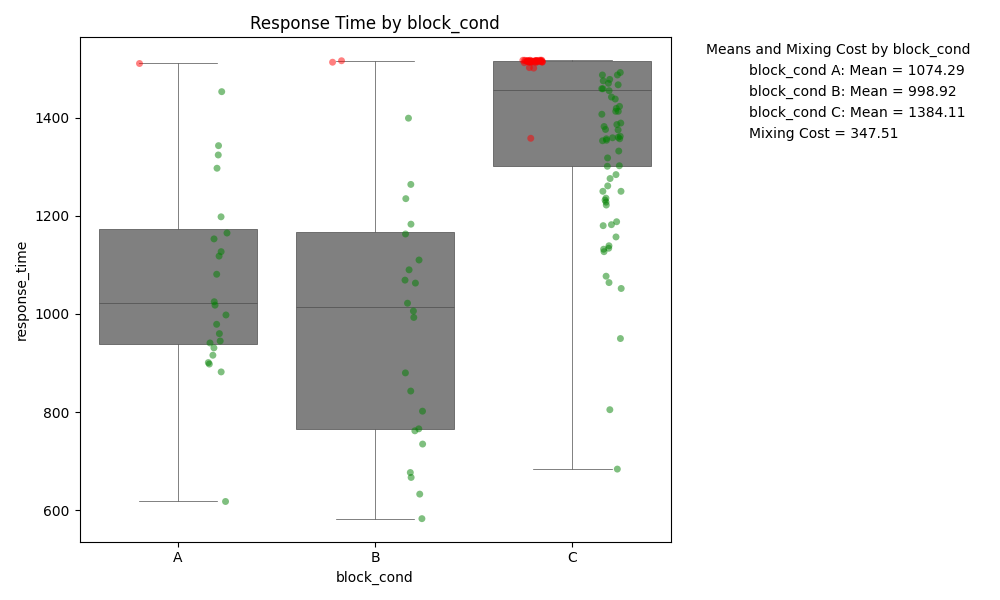 Response Time by block_cond
Means and Mixing Cost by block_cond
block_cond A: Mean = 1074.29
block_cond B: Mean = 998.92
block_cond C: Mean = 1384.11
Mixing Cost = 347.51
response_time
1400
1200
1000
800
600
A
B
C
block_cond